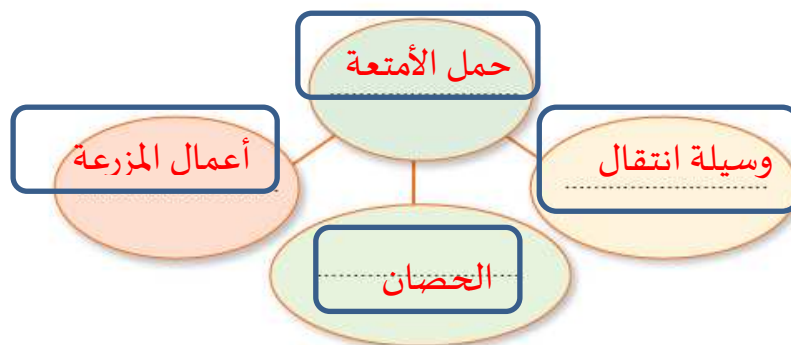 حمل الأمتعة
وسيلة انتقال
أعمال المزرعة
الحصان